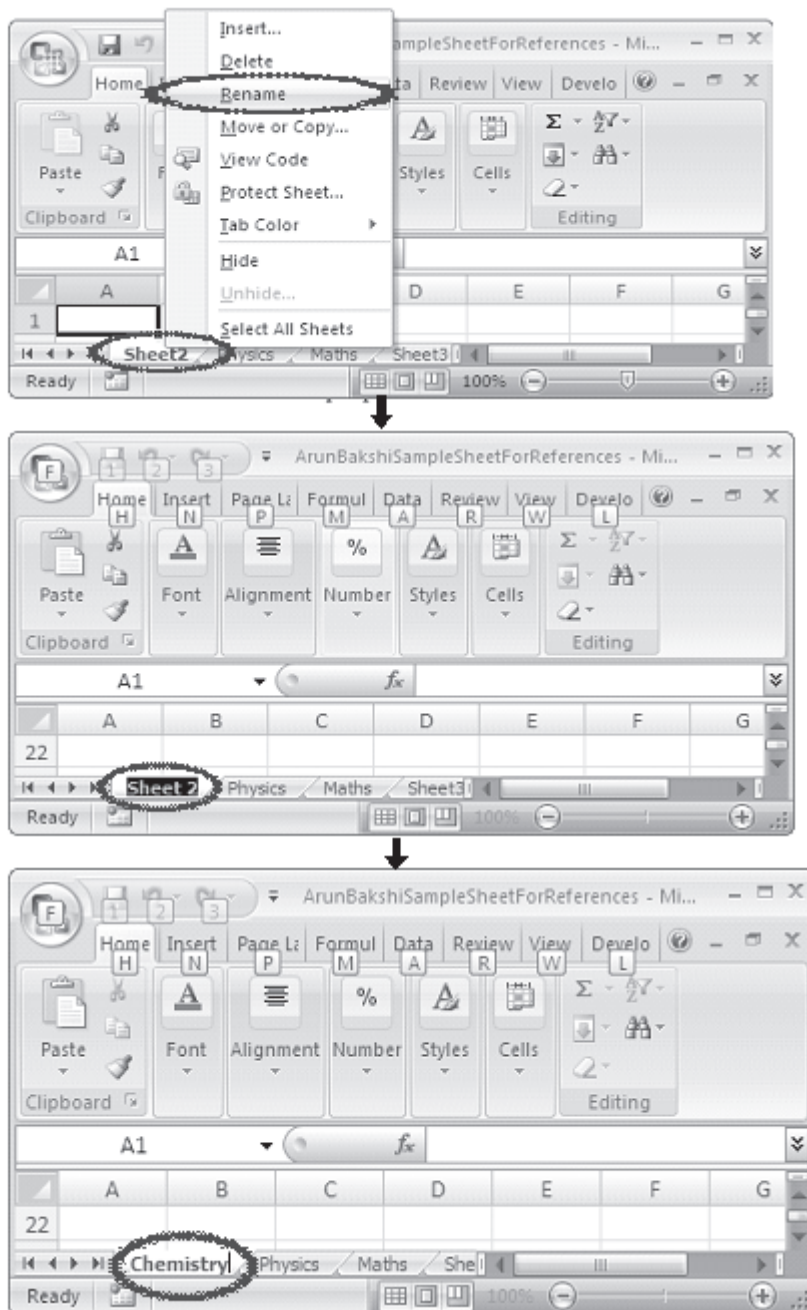 Insert...
ampleSheetForReferences - Mi...
Delete
Home ta Review View Develo
Rename
Move or Copy...
View Code
Paste Styles Cells
Protect Sheet...
Clipboard Editing
Tab Color
A1
Hide
A D E F G
Unhide...
1
Select All Sheets
Sheet2 ysics Maths Sheet3
Ready 100%
F 1 2 3 ArunBakshiSampleSheetForReferences - Mi...
Home Insert Page La Formul Data Review View Develo
H N P M A R W L
Paste Font Alignment Number Styles Cells
Clipboard Editing
A1 fx
A B C D E F G
22
Sheet 2 Physics Maths Sheet3
Ready 100%
F 1 2 3 ArunBakshiSampleSheetForReferences - Mi...
Home Insert Page La Formul Data Review View Develo
H N P M A R W L
Paste Font Alignment Number Styles Cells
Clipboard Editing
A1 fx
A B C D E F G
22
Chemistry Physics Maths She
Ready 100%